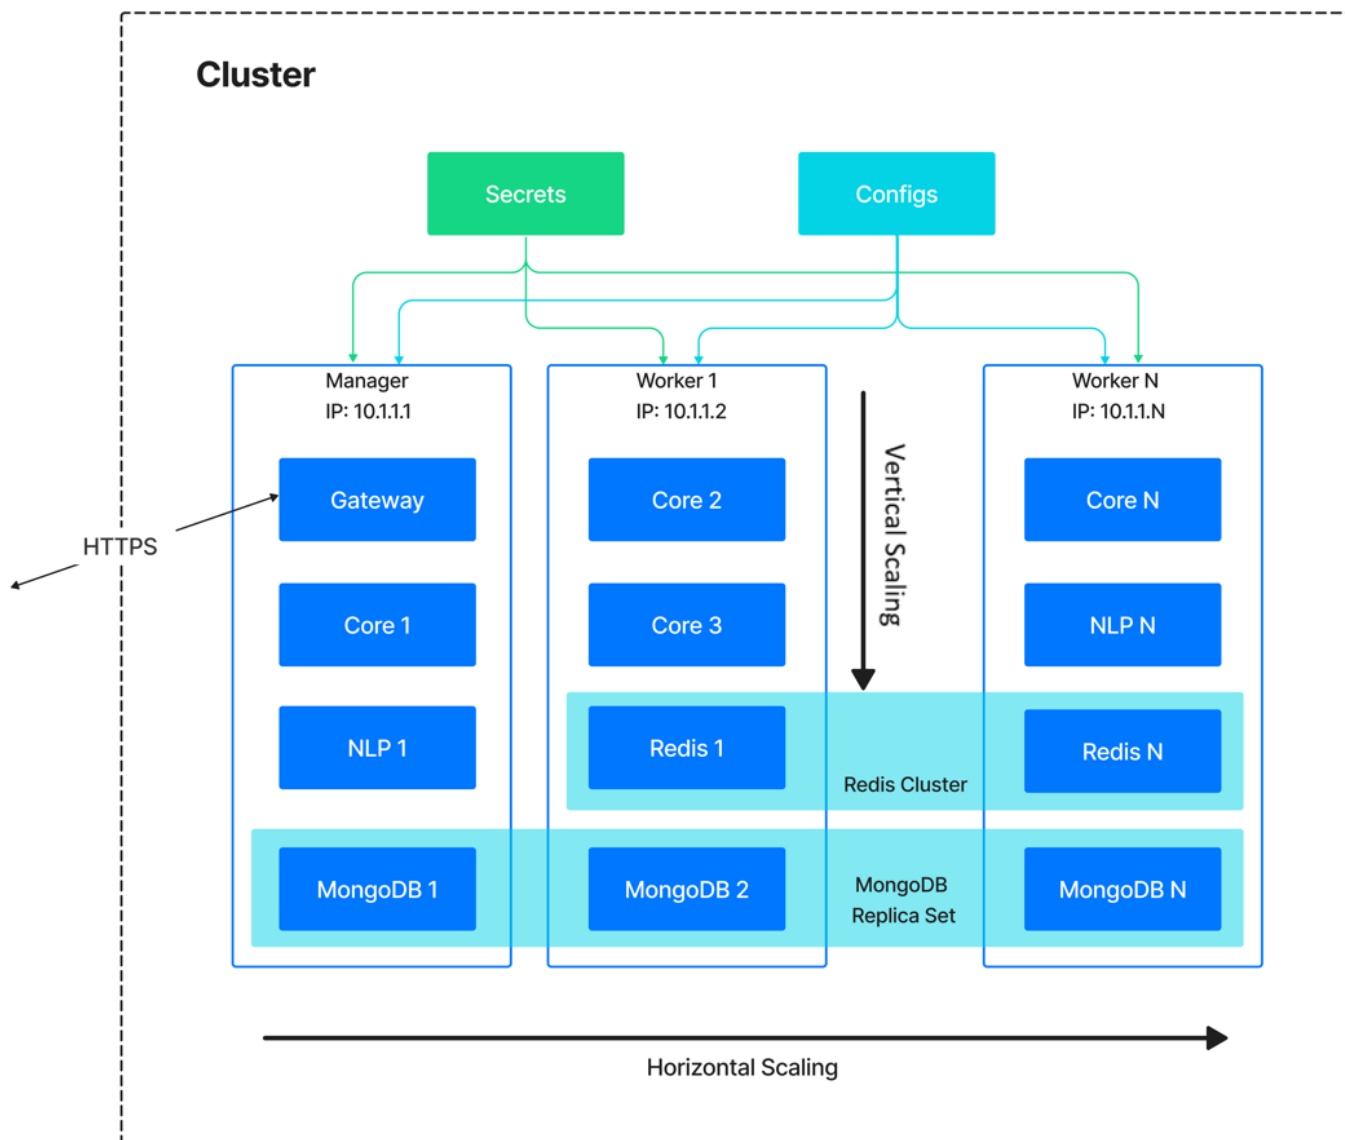 Cluster
Secrets
Configs
Manager
IP: 10.1.1.1
Worker 1
IP: 10.1.1.2
Worker N
IP: 10.1.1.N
Gateway
Core 2
Core N
Vertical Scaling
HTTPS
Core 1
Core 3
NLP N
NLP 1
Redis 1
Redis N
Redis Cluster
MongoDB 1
MongoDB 2
MongoDB
Replica Set
MongoDB N
Horizontal Scaling